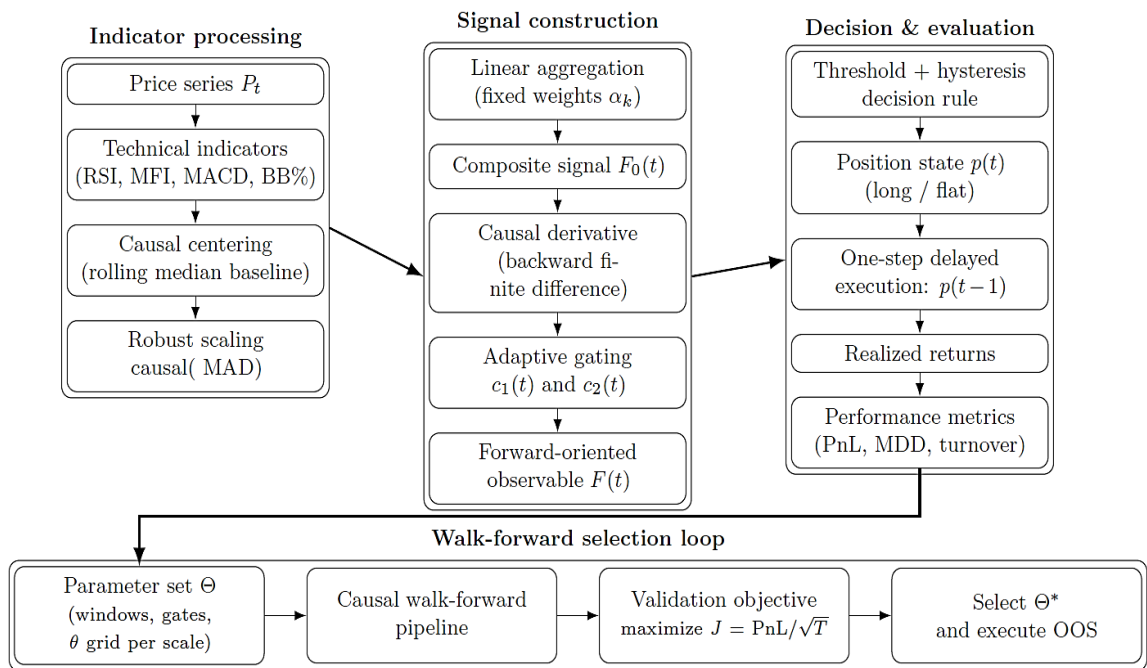 Indicator processing
Price series P_t
Technical indicators
(RSI, MFI, MACD, BB%)
Causal centering
(rolling median baseline)
Robust scaling
causal( MAD)
Signal construction
Linear aggregation
(fixed weights α_k)
Composite signal F_0(t)
Causal derivative
(backward fi-
nite difference)
Adaptive gating
c_1(t) and c_2(t)
Forward-oriented
observable F(t)
Decision & evaluation
Threshold + hysteresis
decision rule
Position state p(t)
(long / flat)
One-step delayed
execution: p(t−1)
Realized returns
Performance metrics
(PnL, MDD, turnover)
Walk-forward selection loop
Parameter set Θ
(windows, gates,
θ grid per scale)
Causal walk-forward
pipeline
Validation objective
maximize J = PnL/√T
Select Θ*
and execute OOS